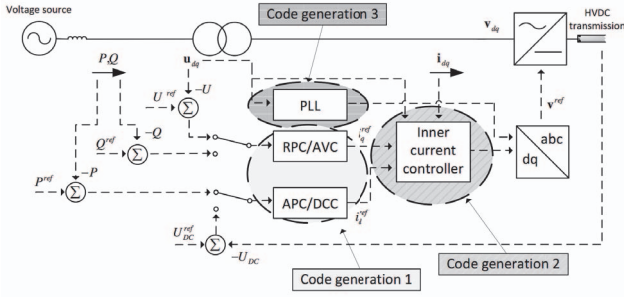 Voltage source
Code generation 3
HVDC transmission
P,Q
u_dq
v_dq
i_dq
U^ref
−U
PLL
v^ref
Σ
−Q
Q^ref
Σ
RPC/AVC
i_q^ref
Inner current controller
abc
dq
−P
P^ref
Σ
APC/DCC
i_d^ref
U_DC^ref
Σ
−U_DC
Code generation 1
Code generation 2